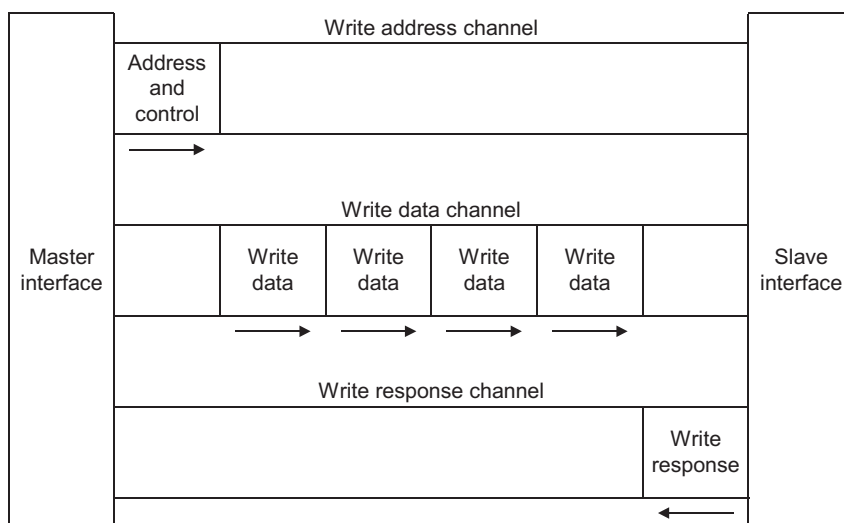 Write address channel
Address
and
control
Write data channel
Master
interface
Write
data
Write
data
Write
data
Write
data
Slave
interface
Write response channel
Write
response